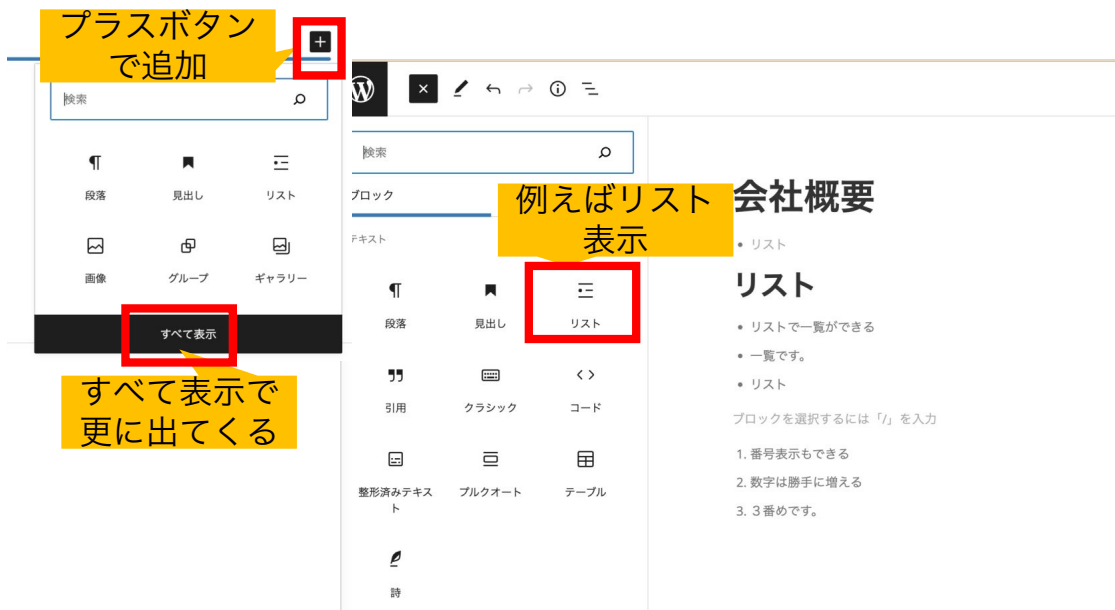 プラスボタン
で追加
検索
段落
見出し
リスト
画像
グループ
ギャラリー
すべて表示
すべて表示で
更に出てくる
検索
ブロック
テキスト
例えばリスト
表示
段落
見出し
リスト
引用
クラシック
コード
整形済みテキス
ト
プルクオート
テーブル
詩
会社概要
• リスト
リスト
• リストで一覧ができる
• 一覧です。
• リスト
ブロックを選択するには「/」を入力
1. 番号表示もできる
2. 数字は勝手に増える
3. ３番めです。